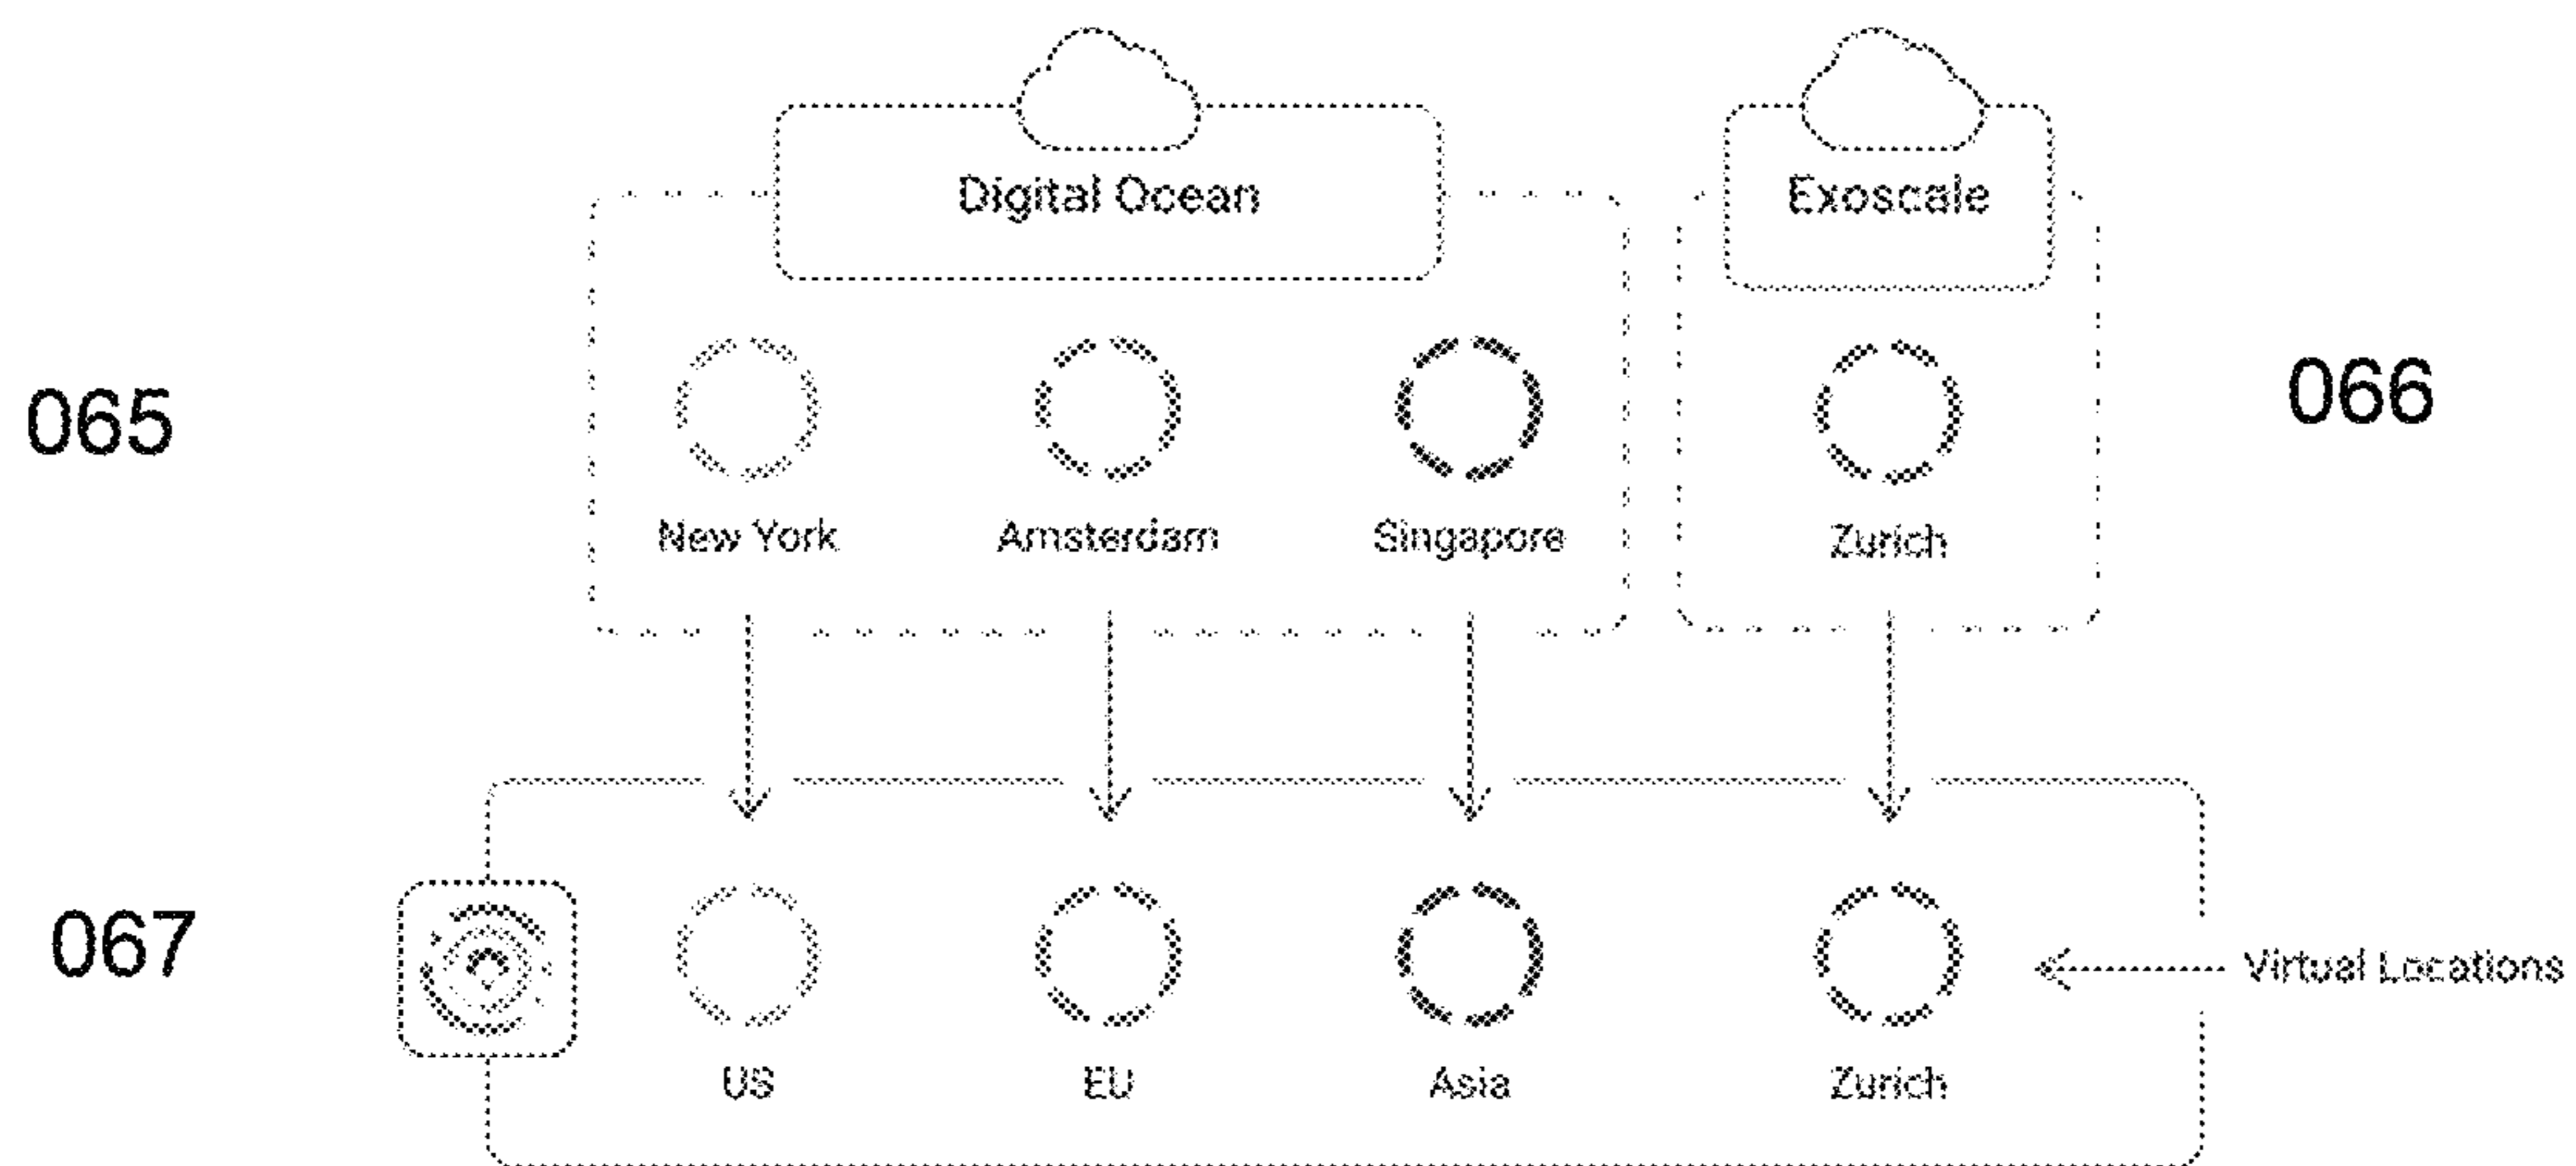 Digital Ocean
Exoscale
065
066
New York
Amsterdam
Singapore
Zurich
067
Virtual Locations
US
EU
Asia
Zurich